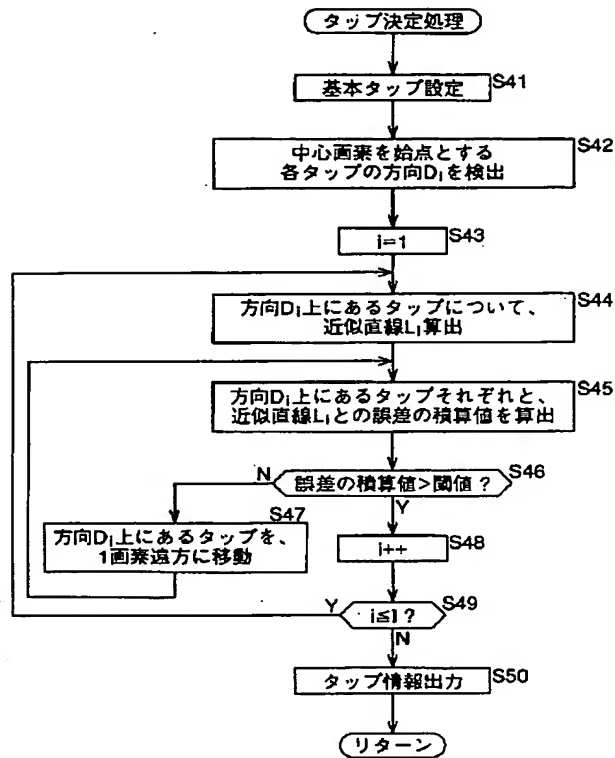 タップ決定処理
基本タップ設定
S41
中心画素を始点とする
各タップの方向Diを検出
S42
i=1
S43
方向Di上にあるタップについて、
近似直線Li算出
S44
方向Di上にあるタップそれぞれと、
近似直線Liとの誤差の積算値を算出
S45
誤差の積算値>閾値?
S46
N
Y
方向Di上にあるタップを、
1画素遠方に移動
S47
i++
S48
i≦1?
S49
Y
N
タップ情報出力
S50
リターン